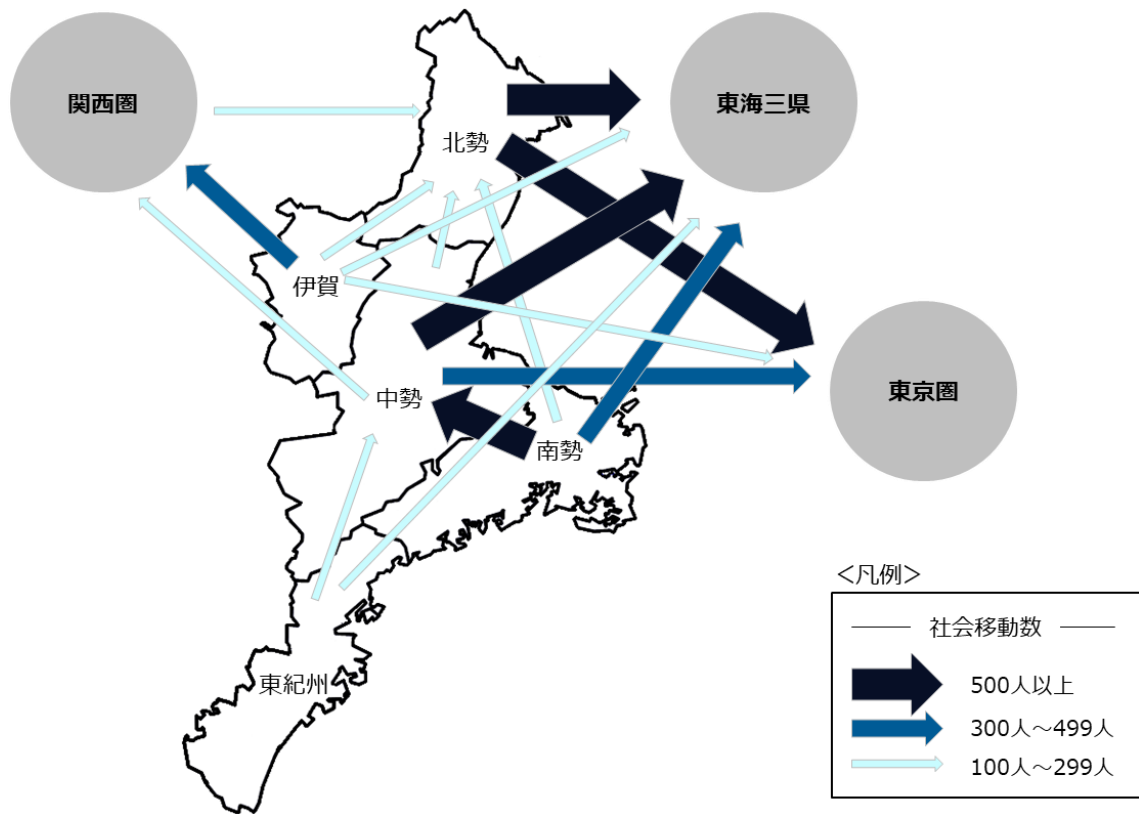 関西圏
東海三県
北勢
伊賀
中勢
南勢
東京圏
東紀州
＜凡例＞
社会移動数
500人以上
300人～499人
100人～299人